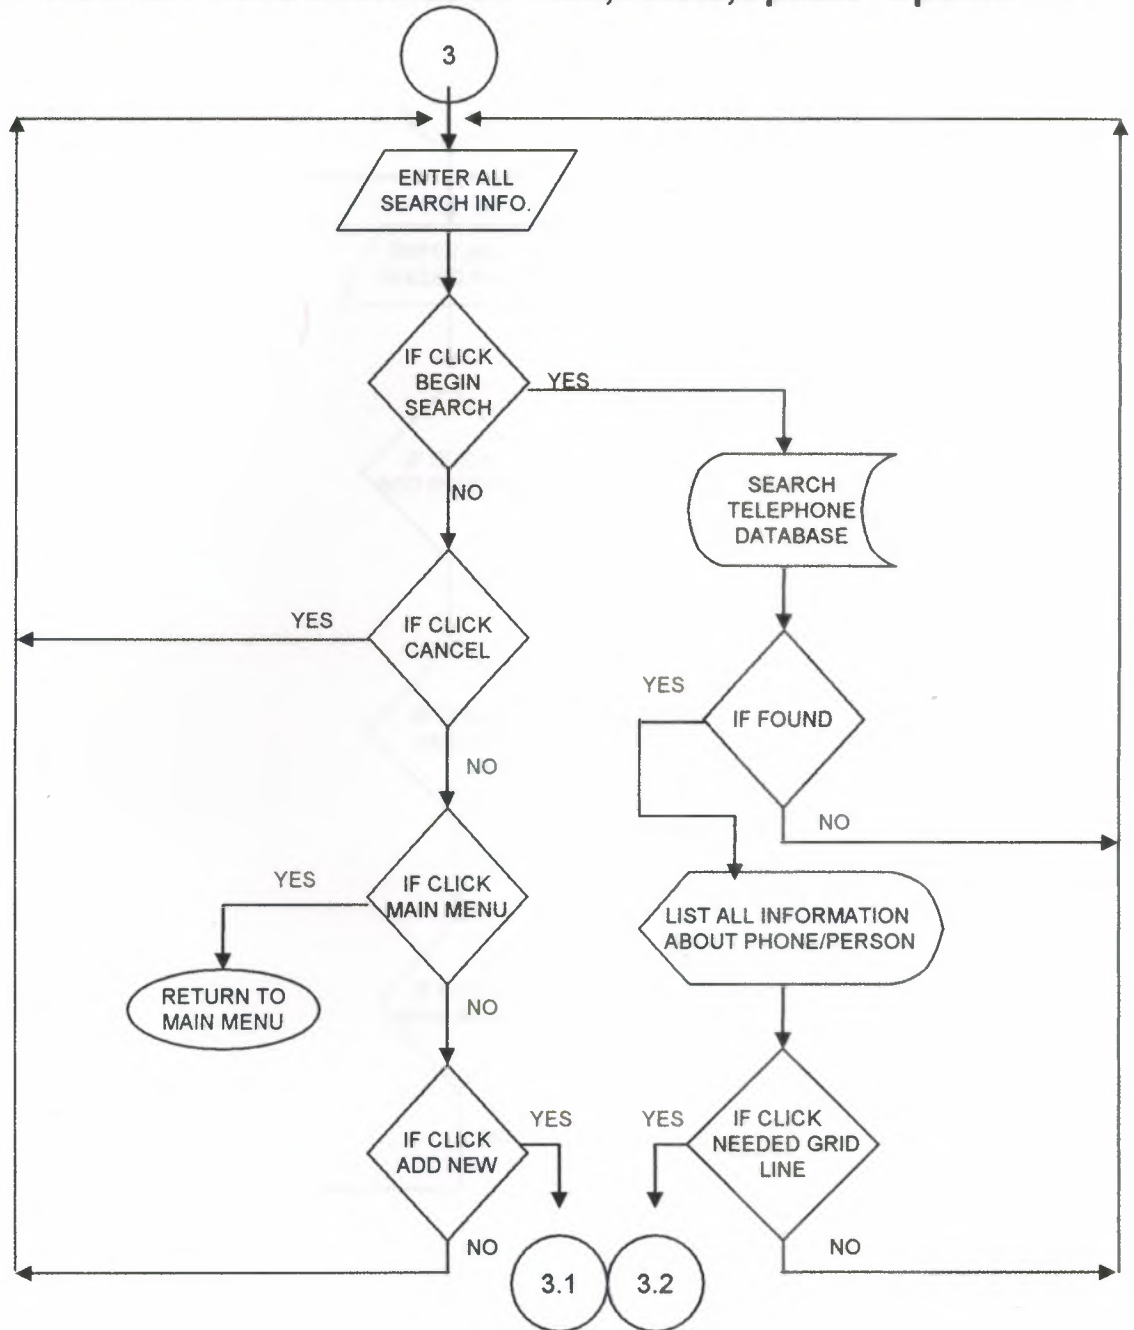 3
ENTER ALL
SEARCH INFO.
IF CLICK
BEGIN
SEARCH
YES
NO
SEARCH
TELEPHONE
DATABASE
YES
IF CLICK
CANCEL
NO
YES
IF FOUND
NO
YES
IF CLICK
MAIN MENU
NO
RETURN TO
MAIN MENU
LIST ALL INFORMATION
ABOUT PHONE/PERSON
IF CLICK
ADD NEW
YES
NO
YES
IF CLICK
NEEDED GRID
LINE
NO
3.1
3.2